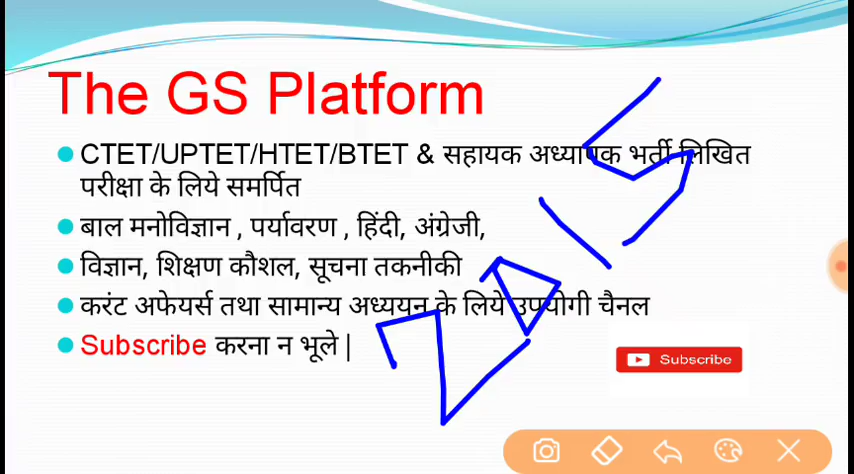 The GS Platform
CTET/UPTET/HTET/BTET & सहायक अध्यापक भर्ती लिखित
परीक्षा के लिये समर्पित
बाल मनोविज्ञान , पर्यावरण , हिंदी, अंग्रेजी,
विज्ञान, शिक्षण कौशल, सूचना तकनीकी
करंट अफेयर्स तथा सामान्य अध्ययन के लिये उपयोगी चैनल
Subscribe करना न भूले |
Subscribe
2015